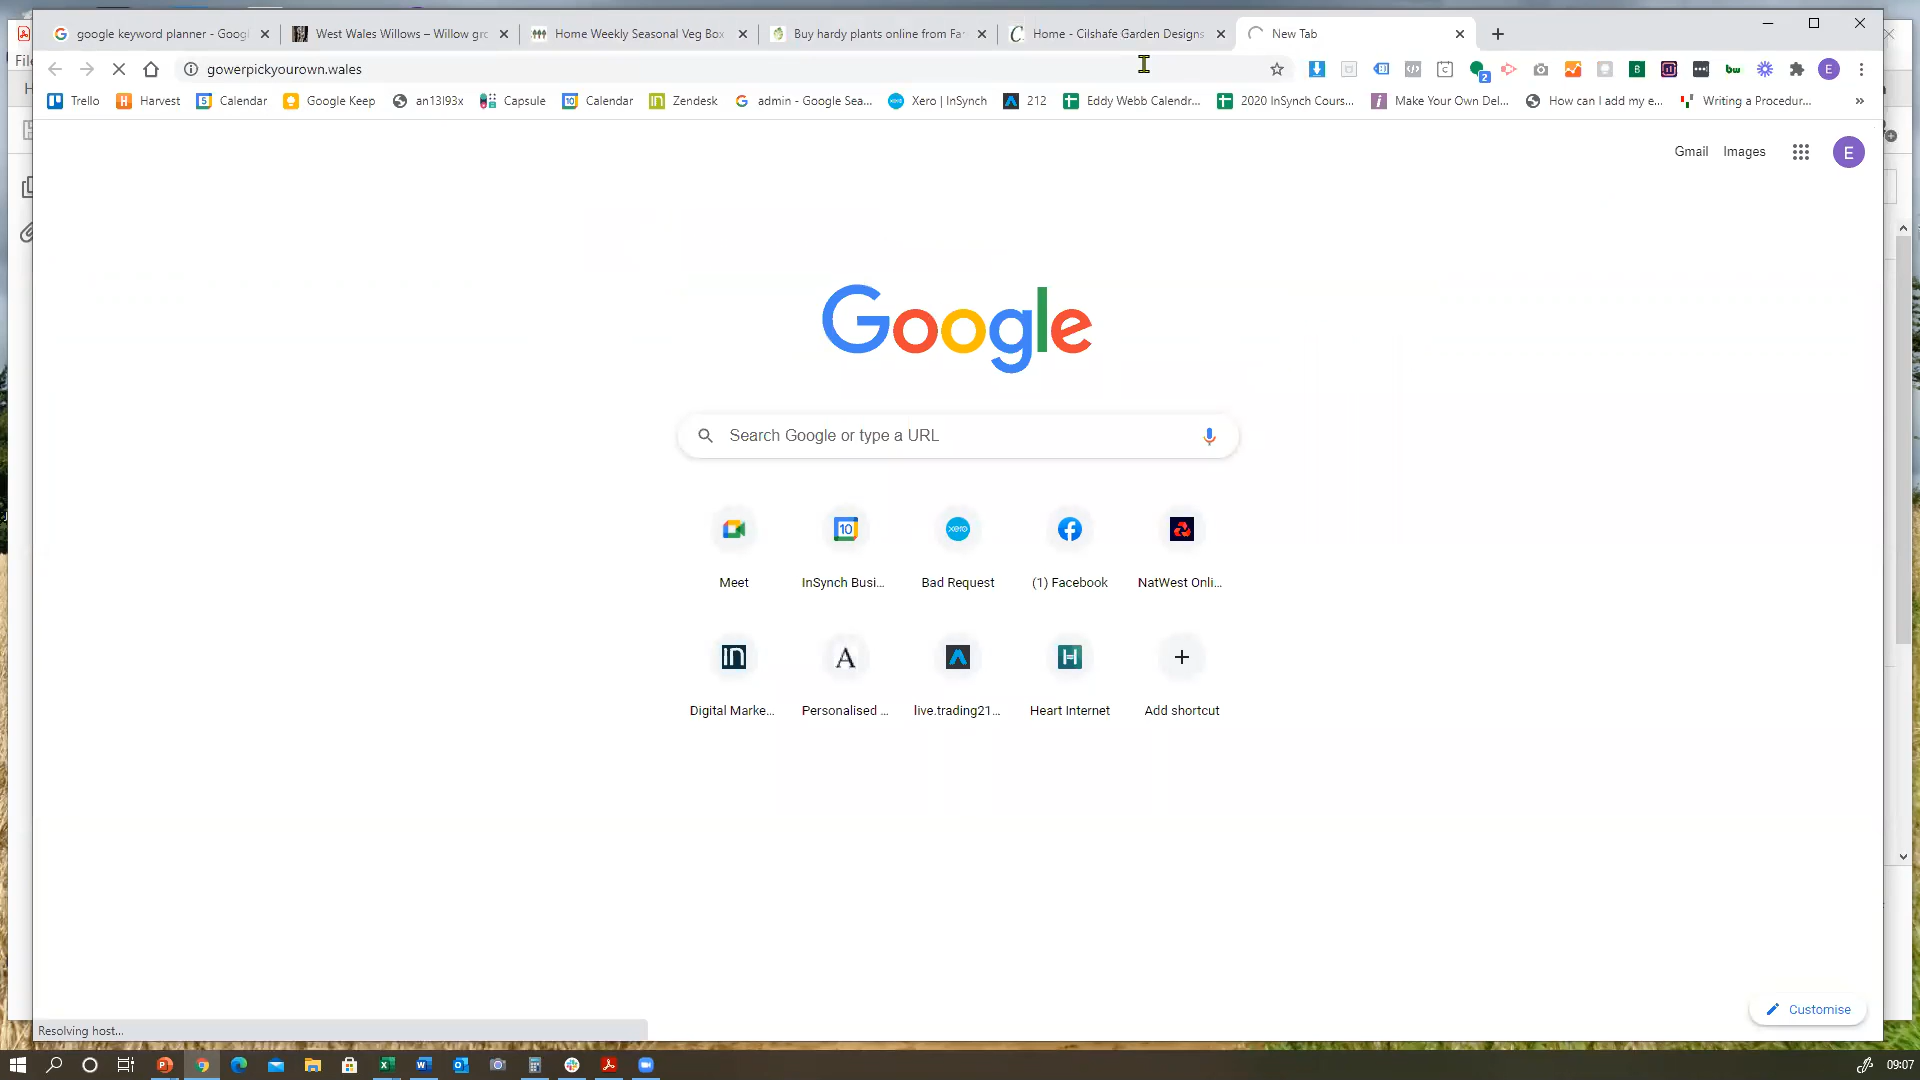 google keyword planner - Googl
West Wales Willows – Willow gro
Home Weekly Seasonal Veg Box
Buy hardy plants online from Fa
Home - Cilshafe Garden Designs
New Tab
File
gowerpickyourown.wales
2
E
Trello
Harvest
Calendar
Google Keep
an13l93x
Capsule
Calendar
Zendesk
admin - Google Sea...
Xero | InSynch
212
Eddy Webb Calendr...
2020 InSynch Cours...
Make Your Own Del...
How can I add my e...
Writing a Procedur...
»
Gmail
Images
E
Google
Search Google or type a URL
Meet
InSynch Busi...
Bad Request
(1) Facebook
NatWest Onli...
Digital Marke...
Personalised ...
live.trading21...
Heart Internet
Add shortcut
Customise
Resolving host...
09:07